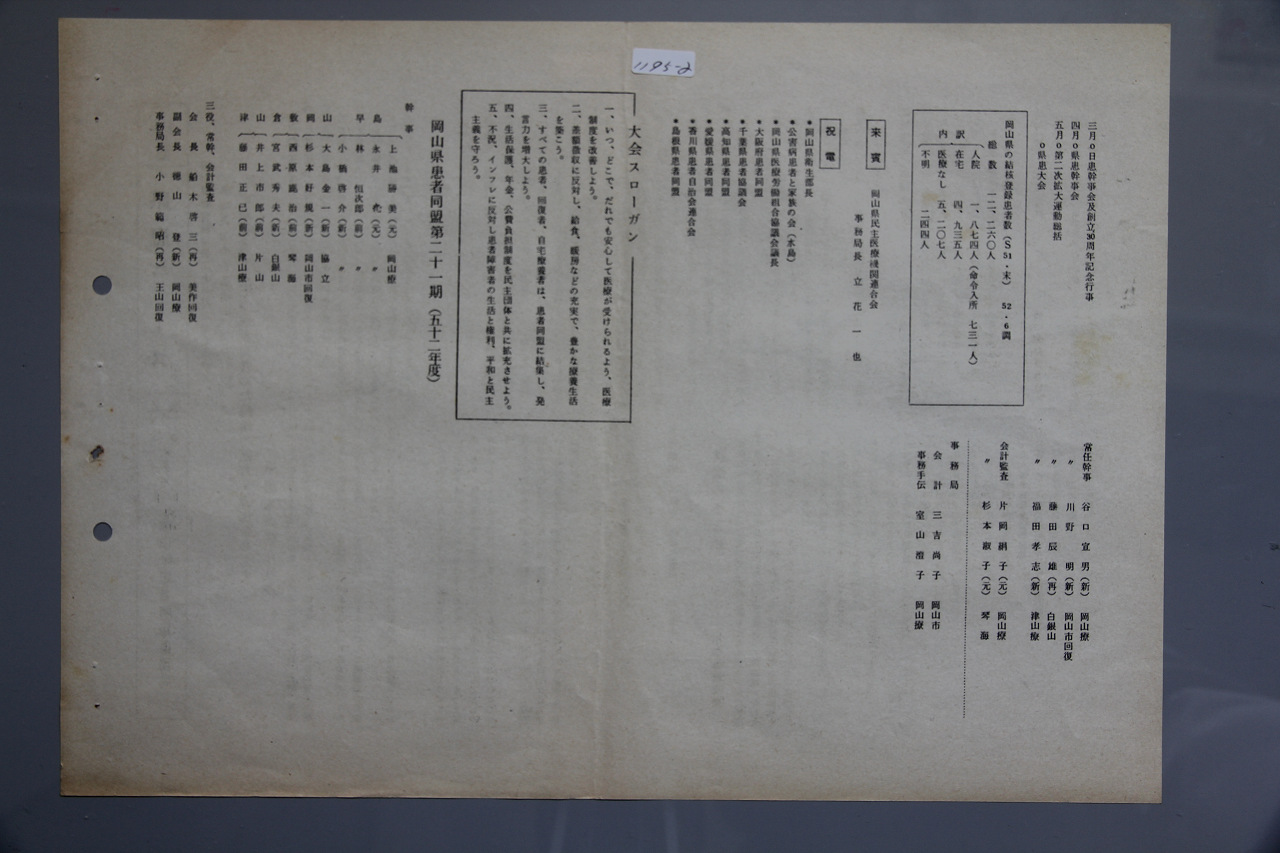 1195-2
三月○日患幹事会及創立30周年記念行事
四月○県患幹事会
五月○第二次拡大運動総括
○県患大会
岡山県の結核登録患者数(S51・末) 52・6調
総数 一二、二六〇人
内訳
入院 一、八七四人(命令入所 七三一人)
在宅 四、九三五人
医療なし 五、二〇七人
不明 二四四人
来賓
岡山県民主医療機関連合会
事務局長 立花一也
祝電
●岡山県衛生部長
●公害病患者と家族の会(水島)
●岡山県医療労働組合協議会議長
●大阪府患者同盟
●千葉県患者協議会
●高知県患者同盟
●愛媛県患者同盟
●香川県患者自治会連合会
●島根県患者同盟
大会スローガン
一、いつ、どこで、だれでも安心して医療が受けられるよう、医療
制度を改善しよう。
二、差額徴収に反対し、給食、暖房などの充実で、豊かな療養生活
を築こう。
三、すべての患者、回復者、自宅療養者は、患者同盟に結集し、発
言力を増大しよう。
四、生活保護、年金、公費負担制度を民主団体と共に拡充させよう。
五、不況、インフレに反対し患者障害者の生活と権利、平和と民主
主義を守ろう。
岡山県患者同盟第二十一期(五十二年度)
幹事
上池勝美(元) 岡山療
島 永井 (元) 〃
早 林恒次郎(前) 〃
小橋啓介(新) 〃
山 大島金一(新) 協立
岡 杉本好規(新) 岡山市回復
敷 西原鹿治(前) 琴海
倉 宮武秀夫(新) 白銀山
山 井上市郎(前) 片山
津 藤田正巳(前) 津山療
三役、常幹、会計監査
会長 船木啓三(再) 美作回復
副会長 徳山登(新) 岡山療
事務局長 小野範昭(再) 玉山回復
常任幹事 谷口宣男(新) 岡山療
〃 川野明(新) 岡山市回復
〃 藤田辰雄(再) 白銀山
〃 福田孝志(新) 津山療
会計監査 片岡絹子(元) 岡山療
〃 杉本淑子(元) 琴海
事務局
会計 三吉尚子 岡山市
事務手伝 室山 子 岡山療